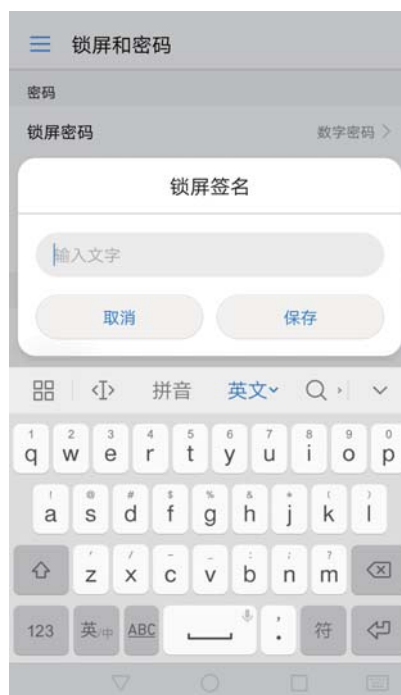 锁屏和密码
密码
锁屏密码 数字密码
锁屏签名
输入文字
取消 保存
拼音 英文
1 2 3 4 5 6 7 8 9 0
q w e r t y u i o p
! @ # $ % & * ( )
a s d f g h j k l
' / - _ : ; ?
z x c v b n m
123 英/中 ABC , . 符